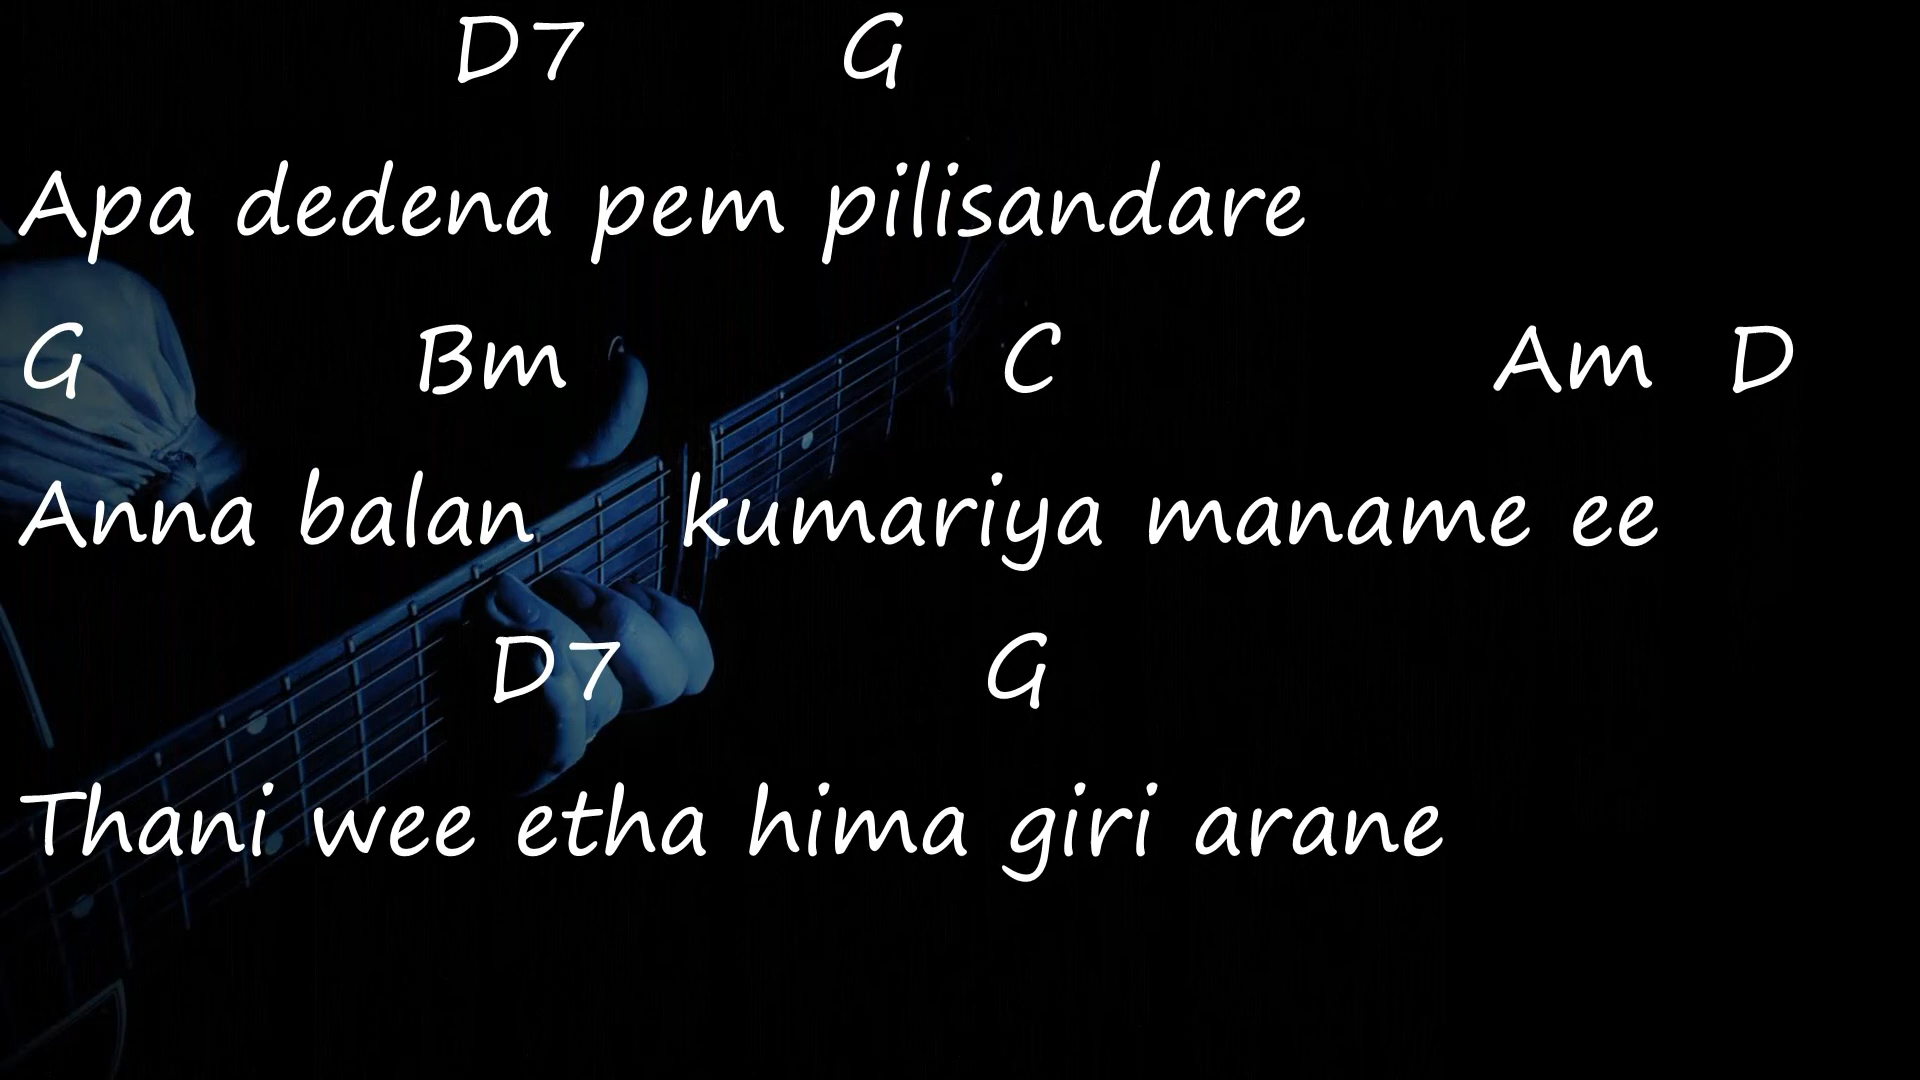 D7 G
Apa dedena pem pilisandare
G Bm C Am D
Anna balan kumariya maname ee
D7 G
Thani wee etha hima giri arane